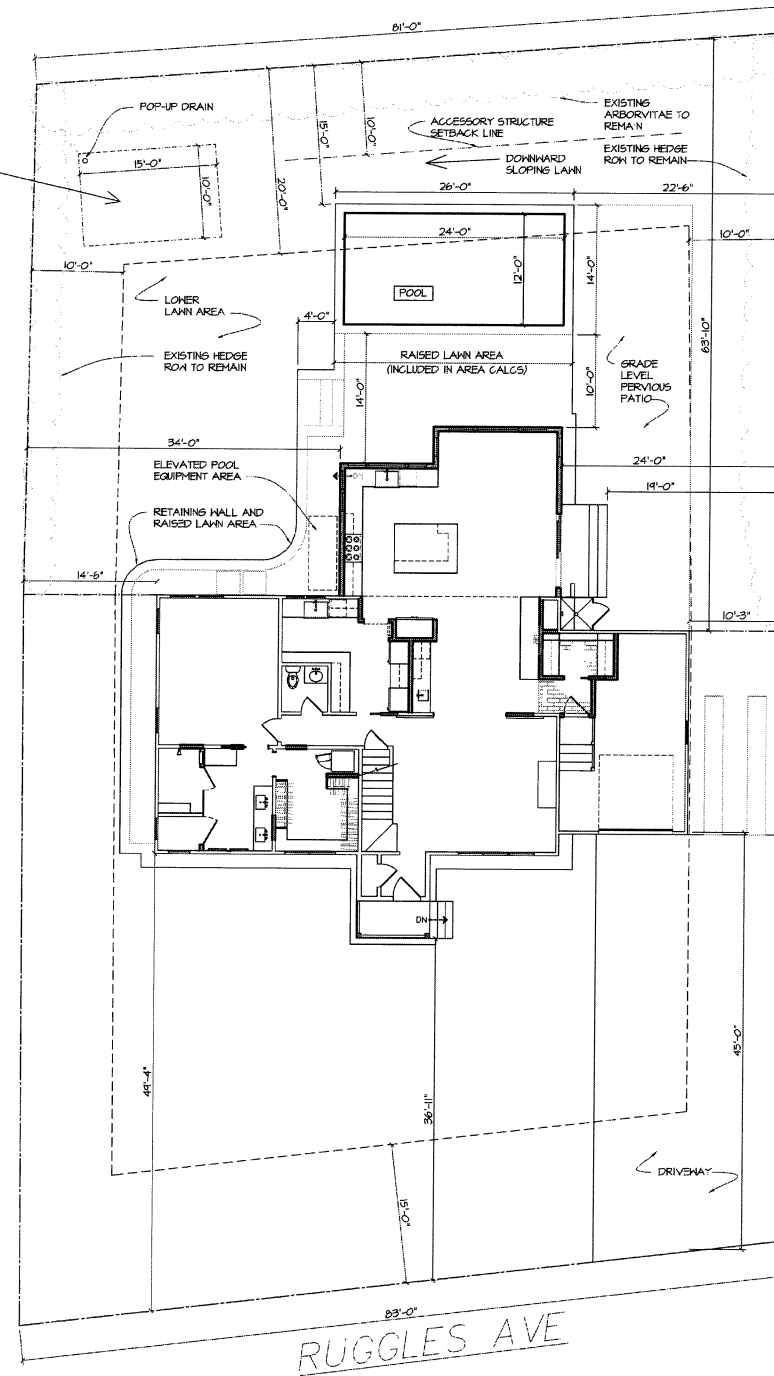 81'-0"
POP-UP DRAIN
EXISTING
ARBORVITAE TO
REMAIN
ACCESSORY STRUCTURE
SETBACK LINE
10'-0"
15'-0"
EXISTING HEDGE
ROW TO REMAIN
DOWNWARD
SLOPING LAWN
15'-0"
10'-0"
20'-0"
26'-0"
22'-6"
24'-0"
12'-0"
14'-0"
10'-0"
10'-0"
POOL
LOWER
LAWN AREA
4'-0"
63'-10"
EXISTING HEDGE
ROW TO REMAIN
RAISED LAWN AREA
(INCLUDED IN AREA CALCS)
14'-0"
10'-0"
GRADE
LEVEL
PERVIOUS
PATIO
34'-0"
24'-0"
ELEVATED POOL
EQUIPMENT AREA
DN
19'-0"
RETAINING WALL AND
RAISED LAWN AREA
14'-6"
10'-3"
DN
49'-4"
36'-11"
45'-0"
DRIVEWAY
15'-0"
83'-0"
RUGGLES AVE